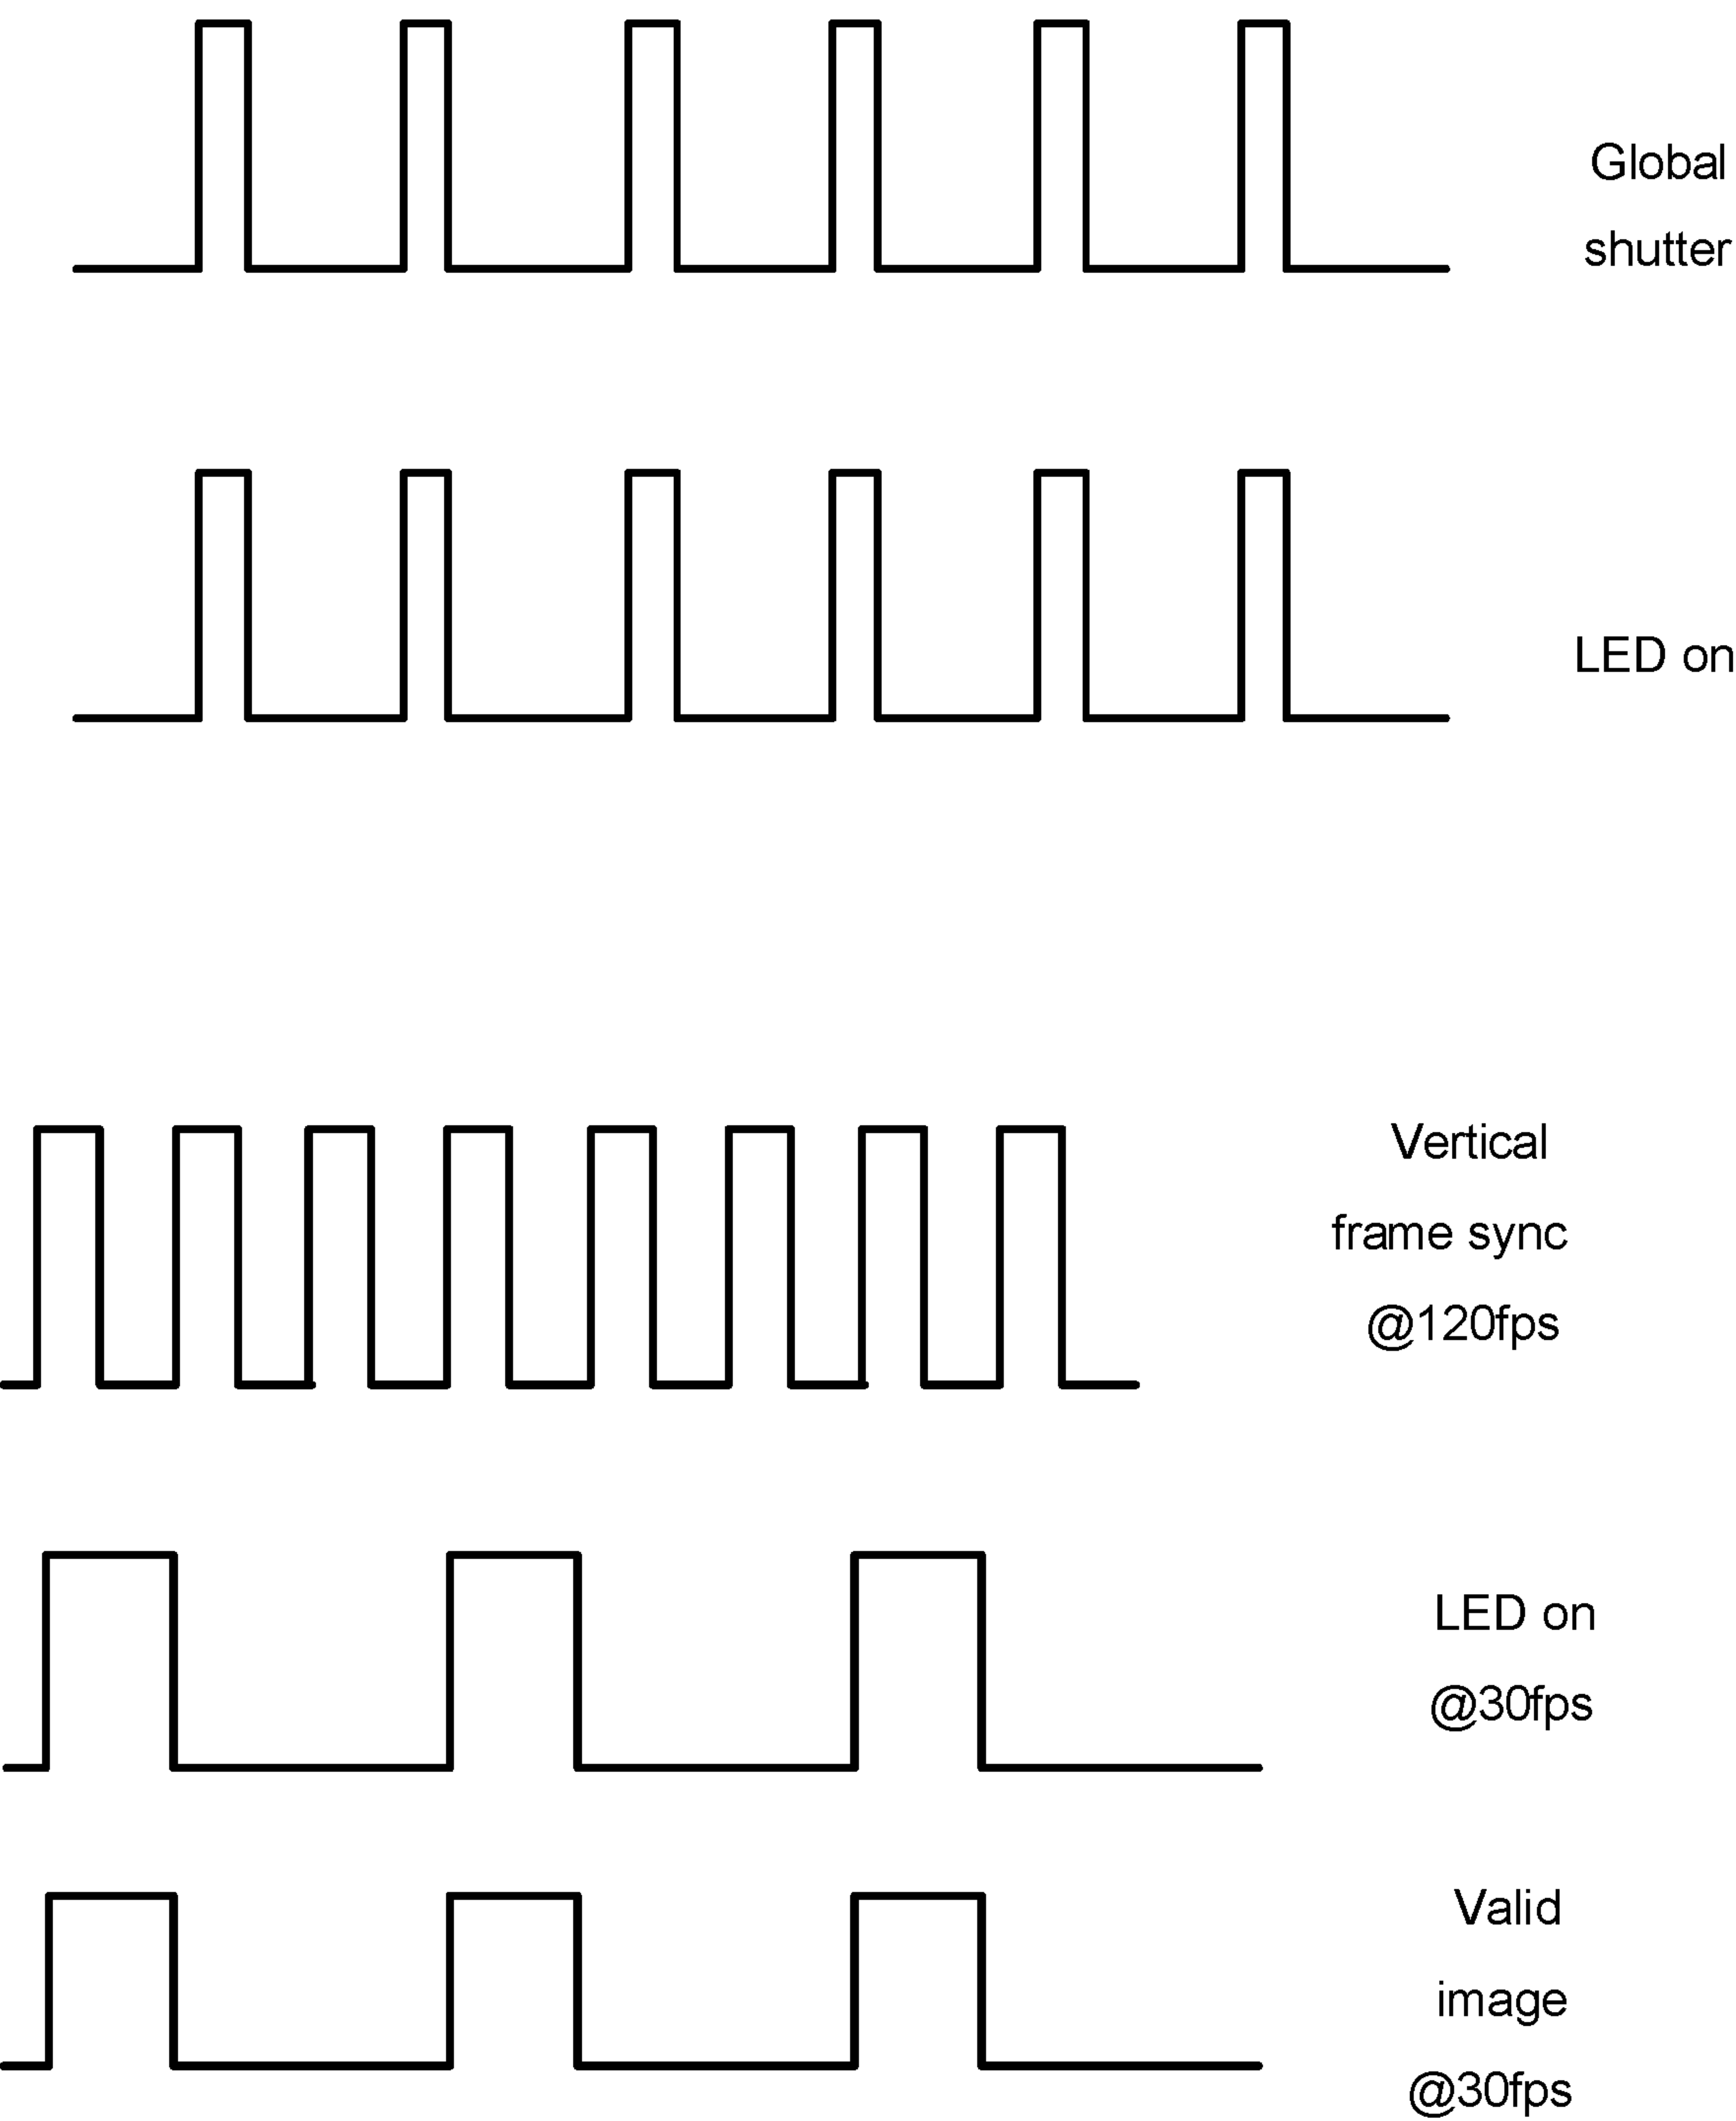 Global
shutter
LED on
Vertical
frame sync
@120fps
LED on
@30fps
Valid
image
@30fps